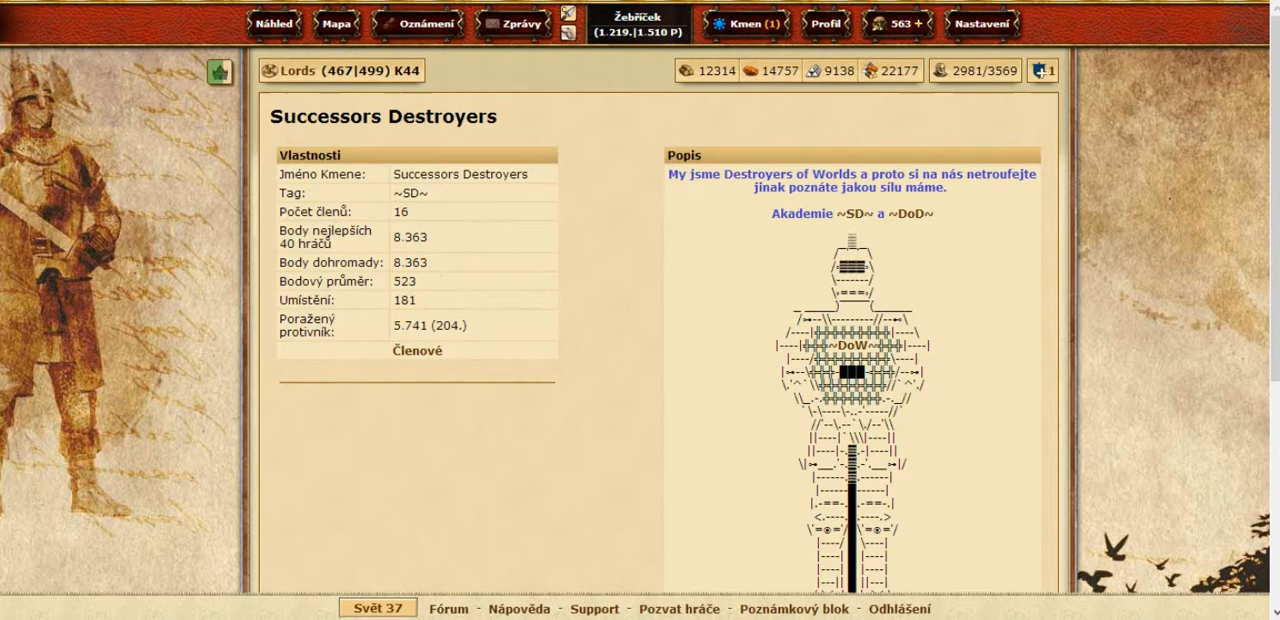 Náhled
Mapa
Oznámení
Zprávy
Žebříček
(1.219.|1.510 P)
Kmen (1)
Profil
563 +
Nastavení
Lords (467|499) K44
12314
14757
9138
22177
2981/3569
1
Successors Destroyers
Vlastnosti
Jméno Kmene: Successors Destroyers
Tag: ~SD~
Počet členů: 16
Body nejlepších
40 hráčů 8.363
Body dohromady: 8.363
Bodový průměr: 523
Umístění: 181
Poražený
protivník: 5.741 (204.)
Členové
Popis
My jsme Destroyers of Worlds a proto si na nás netroufejte
jinak poznáte jakou sílu máme.
Akademie ~SD~ a ~DoD~
~DoW~
Svět 37
Fórum - Nápověda - Support - Pozvat hráče - Poznámkový blok - Odhlášení